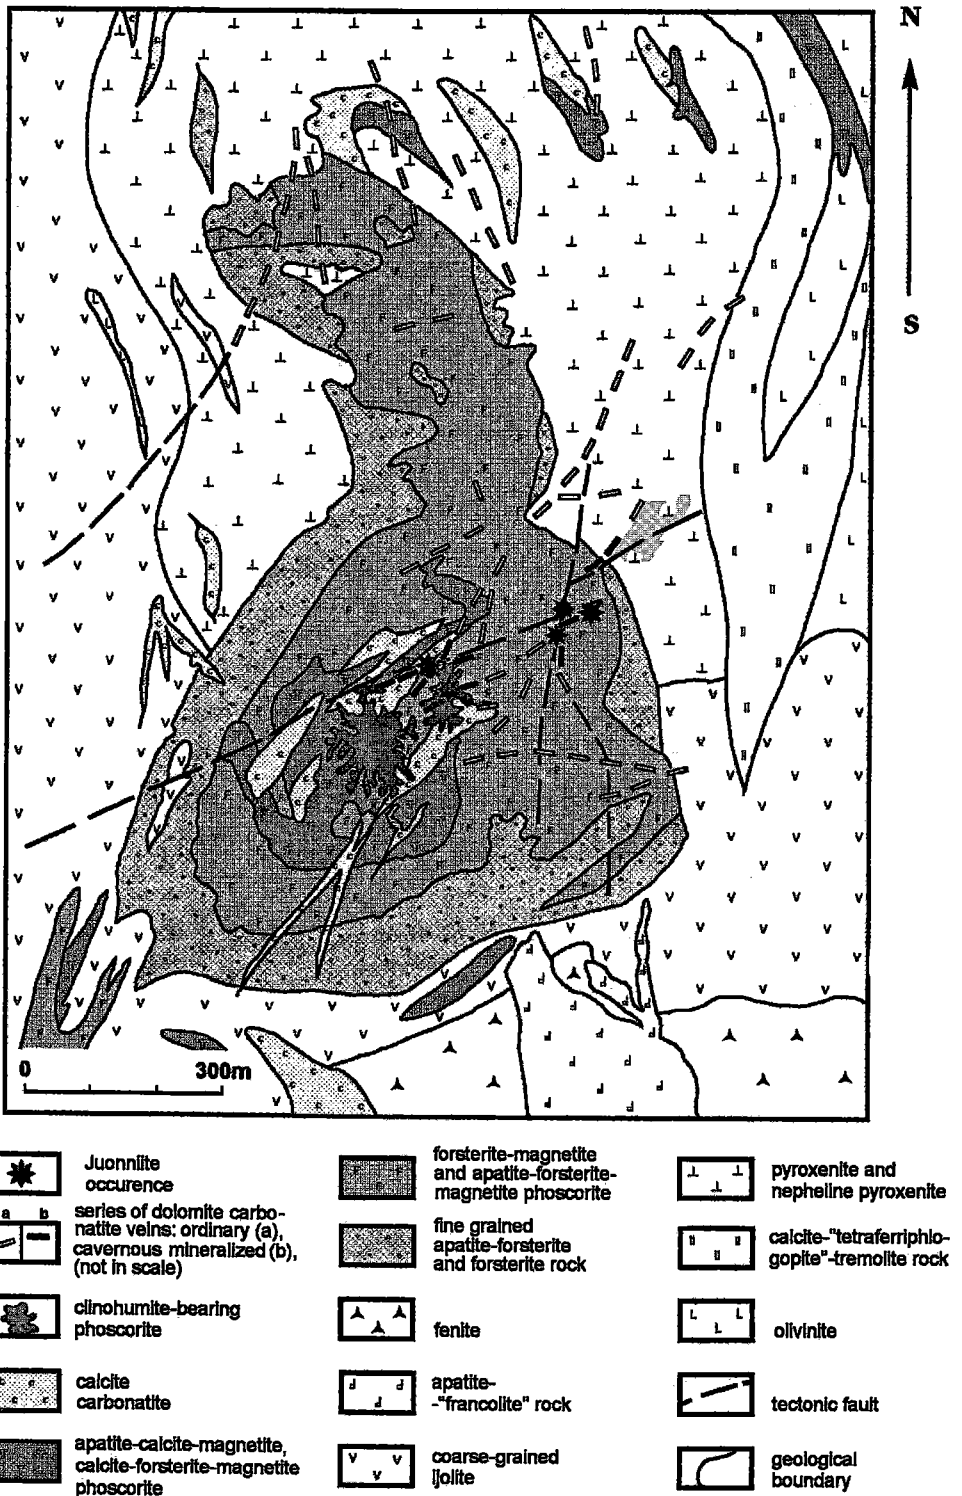 N
S
0 300m
Juonniite
occurence
a b
series of dolomite carbo-
natite veins: ordinary (a),
cavernous mineralized (b),
(not in scale)
clinohumite-bearing
phoscorite
calcite
carbonatite
apatite-calcite-magnetite,
calcite-forsterite-magnetite
phoscorite
forsterite-magnetite
and apatite-forsterite-
magnetite phoscorite
fine grained
apatite-forsterite
and forsterite rock
fenite
apatite-
-"francolite" rock
coarse-grained
ijolite
pyroxenite and
nepheline pyroxenite
calcite-"tetraferriphlo-
gopite"-tremolite rock
olivinite
tectonic fault
geological
boundary